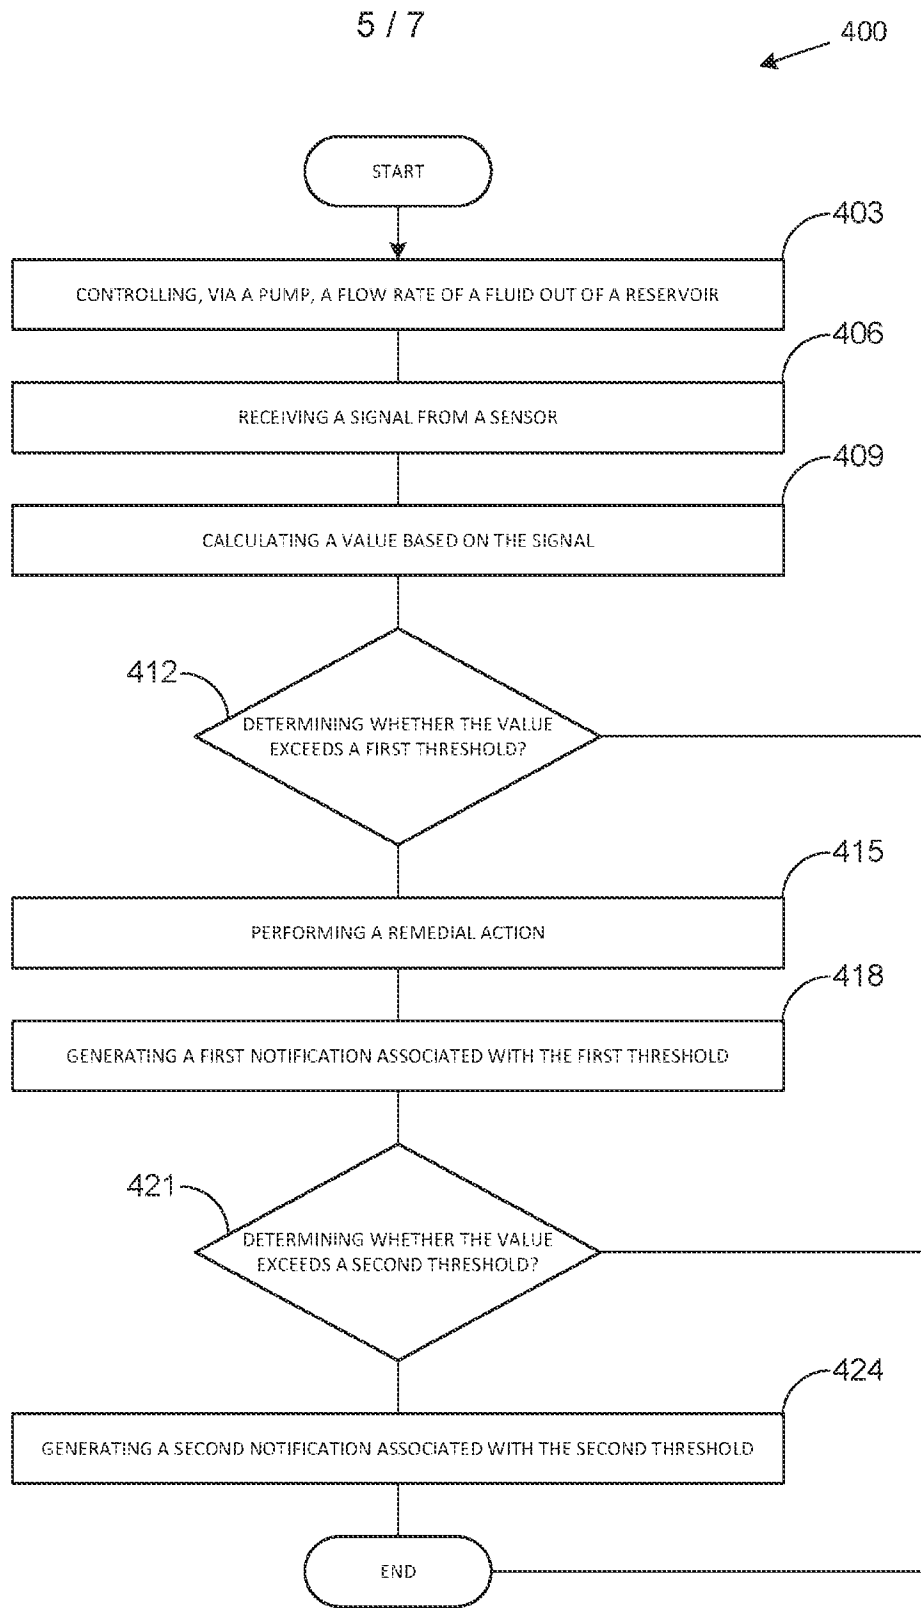 5 / 7
400
START
403
CONTROLLING, VIA A PUMP, A FLOW RATE OF A FLUID OUT OF A RESERVOIR
406
RECEIVING A SIGNAL FROM A SENSOR
409
CALCULATING A VALUE BASED ON THE SIGNAL
412
DETERMINING WHETHER THE VALUE
EXCEEDS A FIRST THRESHOLD?
415
PERFORMING A REMEDIAL ACTION
418
GENERATING A FIRST NOTIFICATION ASSOCIATED WITH THE FIRST THRESHOLD
421
DETERMINING WHETHER THE VALUE
EXCEEDS A SECOND THRESHOLD?
424
GENERATING A SECOND NOTIFICATION ASSOCIATED WITH THE SECOND THRESHOLD
END